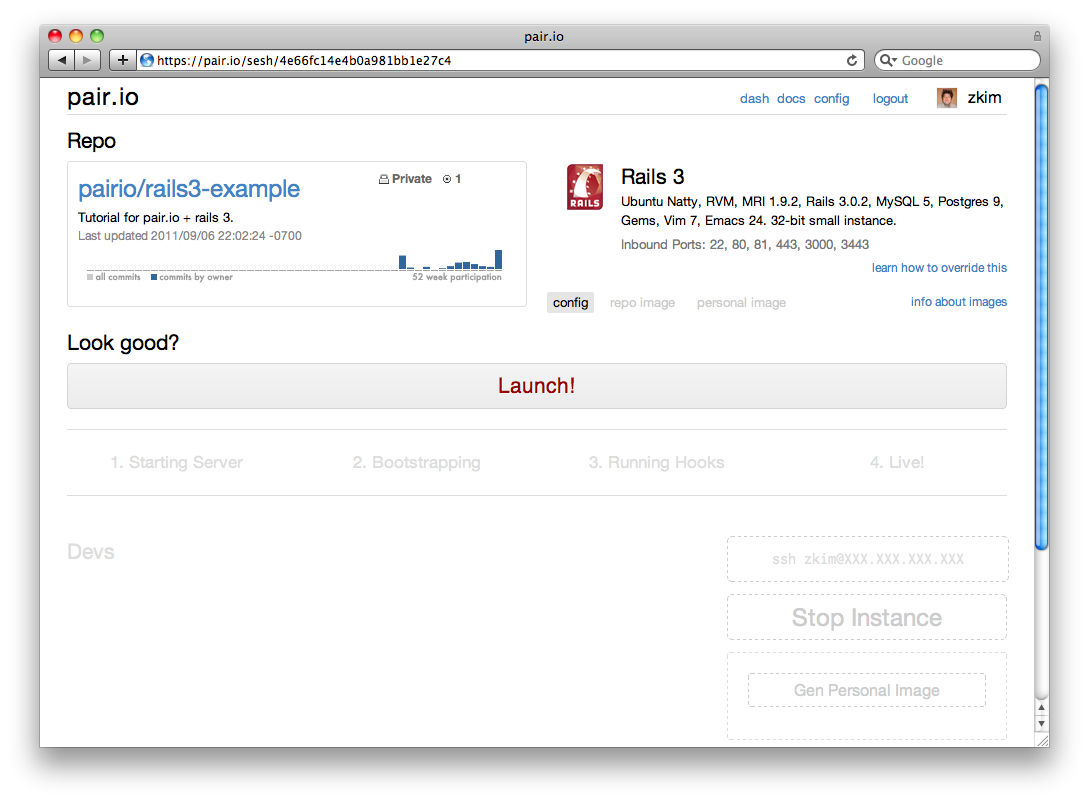 pair.io
https://pair.io/sesh/4e66fc14e4b0a981bb1e27c4
Google
pair.io
dash docs config logout zkim
Repo
pairio/rails3-example
Private 1
Tutorial for pair.io + rails 3.
Last updated 2011/09/06 22:02:24 -0700
all commits commits by owner 52 week participation
RAILS
Rails 3
Ubuntu Natty, RVM, MRI 1.9.2, Rails 3.0.2, MySQL 5, Postgres 9,
Gems, Vim 7, Emacs 24. 32-bit small instance.
Inbound Ports: 22, 80, 81, 443, 3000, 3443
learn how to override this
config repo image personal image info about images
Look good?
Launch!
1. Starting Server 2. Bootstrapping 3. Running Hooks 4. Live!
Devs
ssh zkim@XXX.XXX.XXX.XXX
Stop Instance
Gen Personal Image